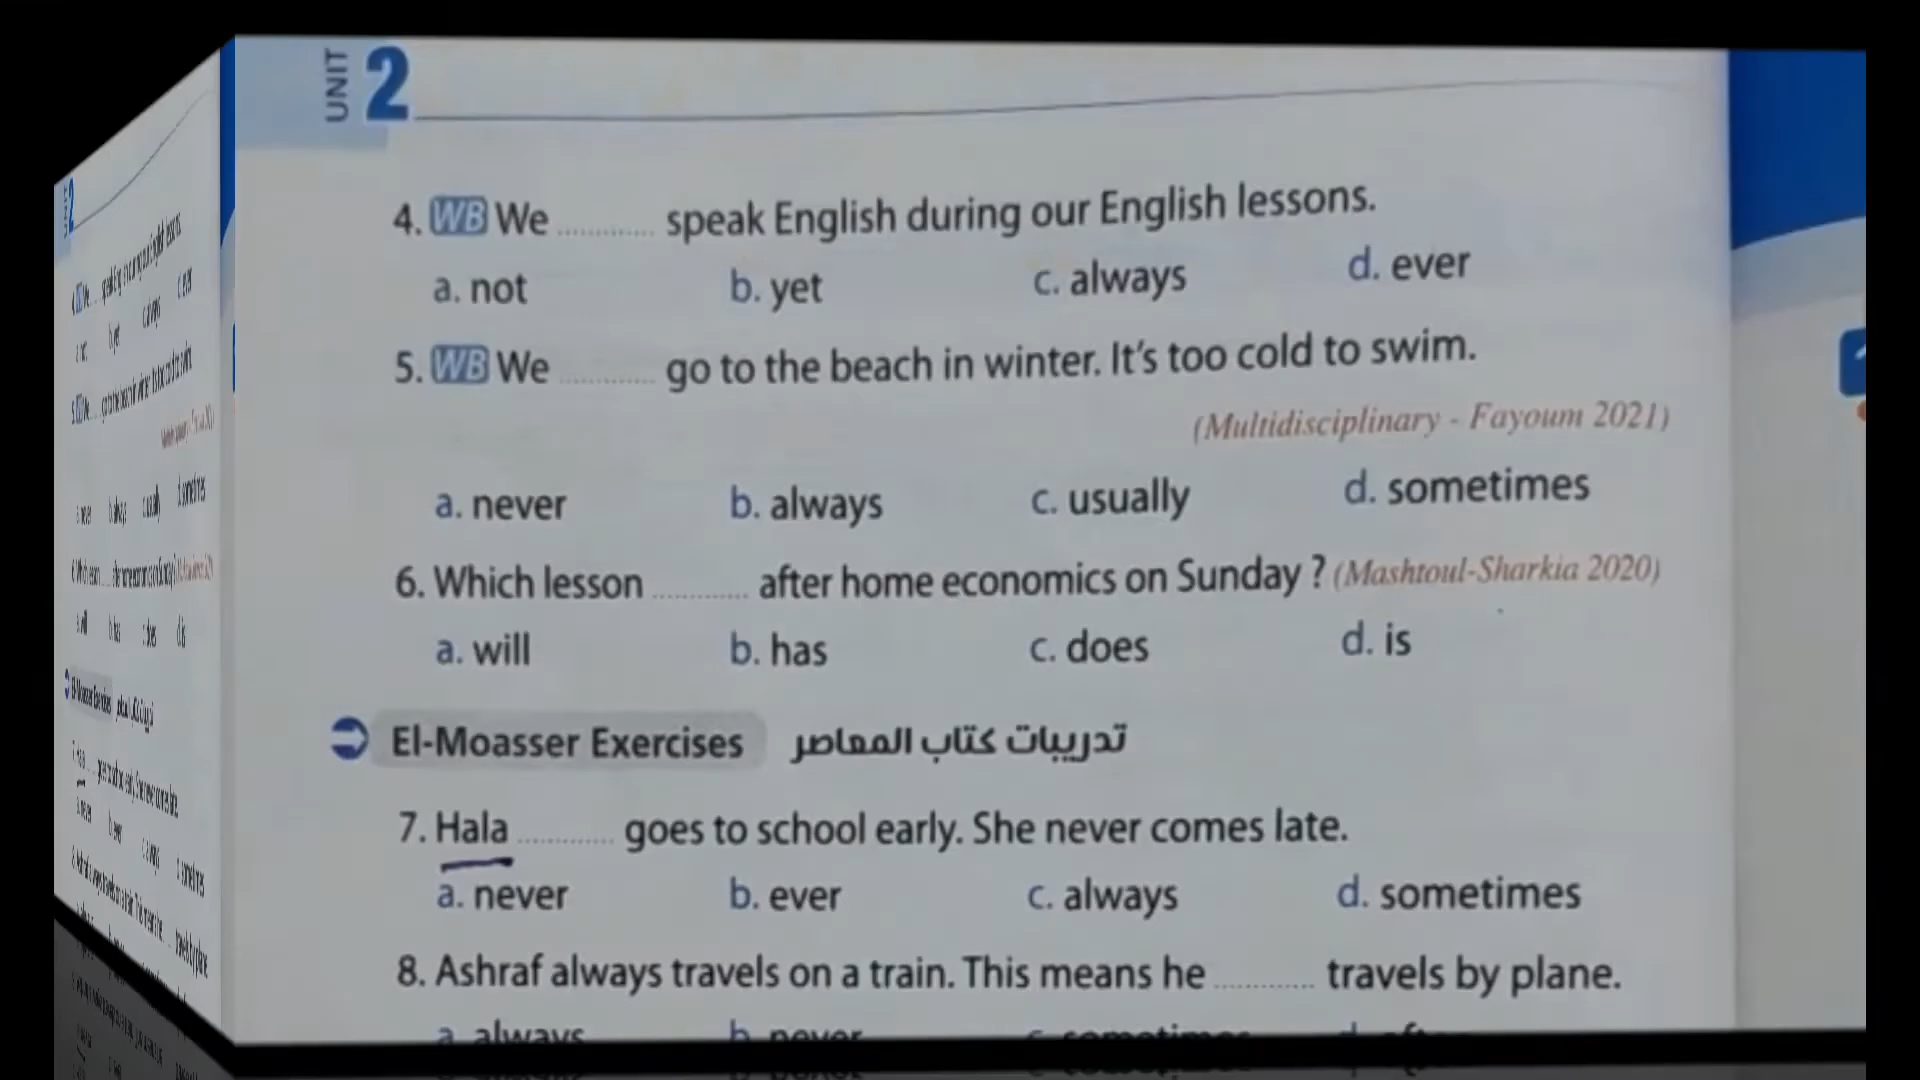 UNIT 2
4. WB We ............ speak English during our English lessons.
a. not b. yet c. always d. ever
5. WB We ............ go to the beach in winter. It's too cold to swim.
(Multidisciplinary - Fayoum 2021)
a. never b. always c. usually d. sometimes
6. Which lesson ............ after home economics on Sunday ? (Mashtoul-Sharkia 2020)
a. will b. has c. does d. is
El-Moasser Exercises تدريبات كتاب المعاصر
7. Hala ............ goes to school early. She never comes late.
a. never b. ever c. always d. sometimes
8. Ashraf always travels on a train. This means he ............ travels by plane.
a. always b. never c. sometimes d.